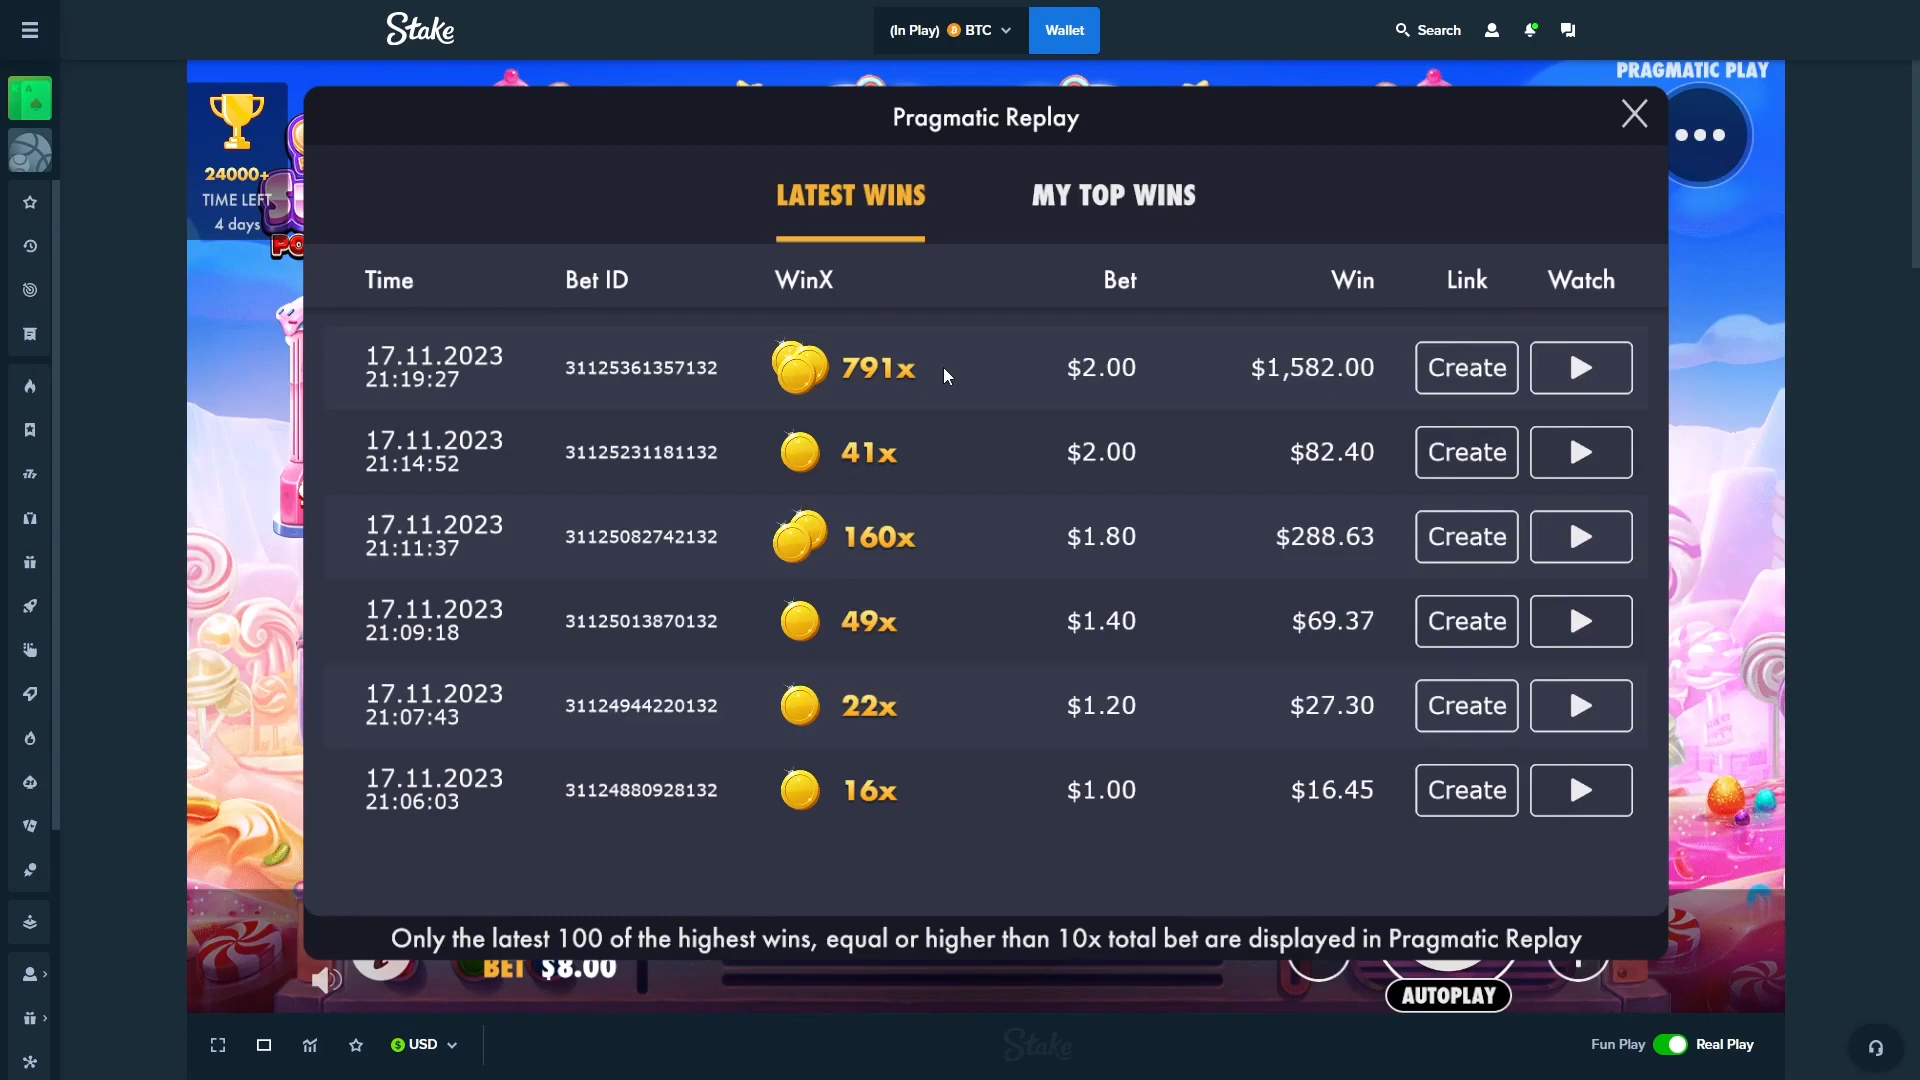 Stake
(In Play) BTC
Wallet
Search
PRAGMATIC PLAY
24000+
TIME LEFT
4 days
Pragmatic Replay
LATEST WINS MY TOP WINS
Time Bet ID WinX Bet Win Link Watch
17.11.2023
21:19:27 31125361357132 791x $2.00 $1,582.00 Create
17.11.2023
21:14:52 31125231181132 41x $2.00 $82.40 Create
17.11.2023
21:11:37 31125082742132 160x $1.80 $288.63 Create
17.11.2023
21:09:18 31125013870132 49x $1.40 $69.37 Create
17.11.2023
21:07:43 31124944220132 22x $1.20 $27.30 Create
17.11.2023
21:06:03 31124880928132 16x $1.00 $16.45 Create
Only the latest 100 of the highest wins, equal or higher than 10x total bet are displayed in Pragmatic Replay
BET $8.00
AUTOPLAY
USD
Stake
Fun Play Real Play